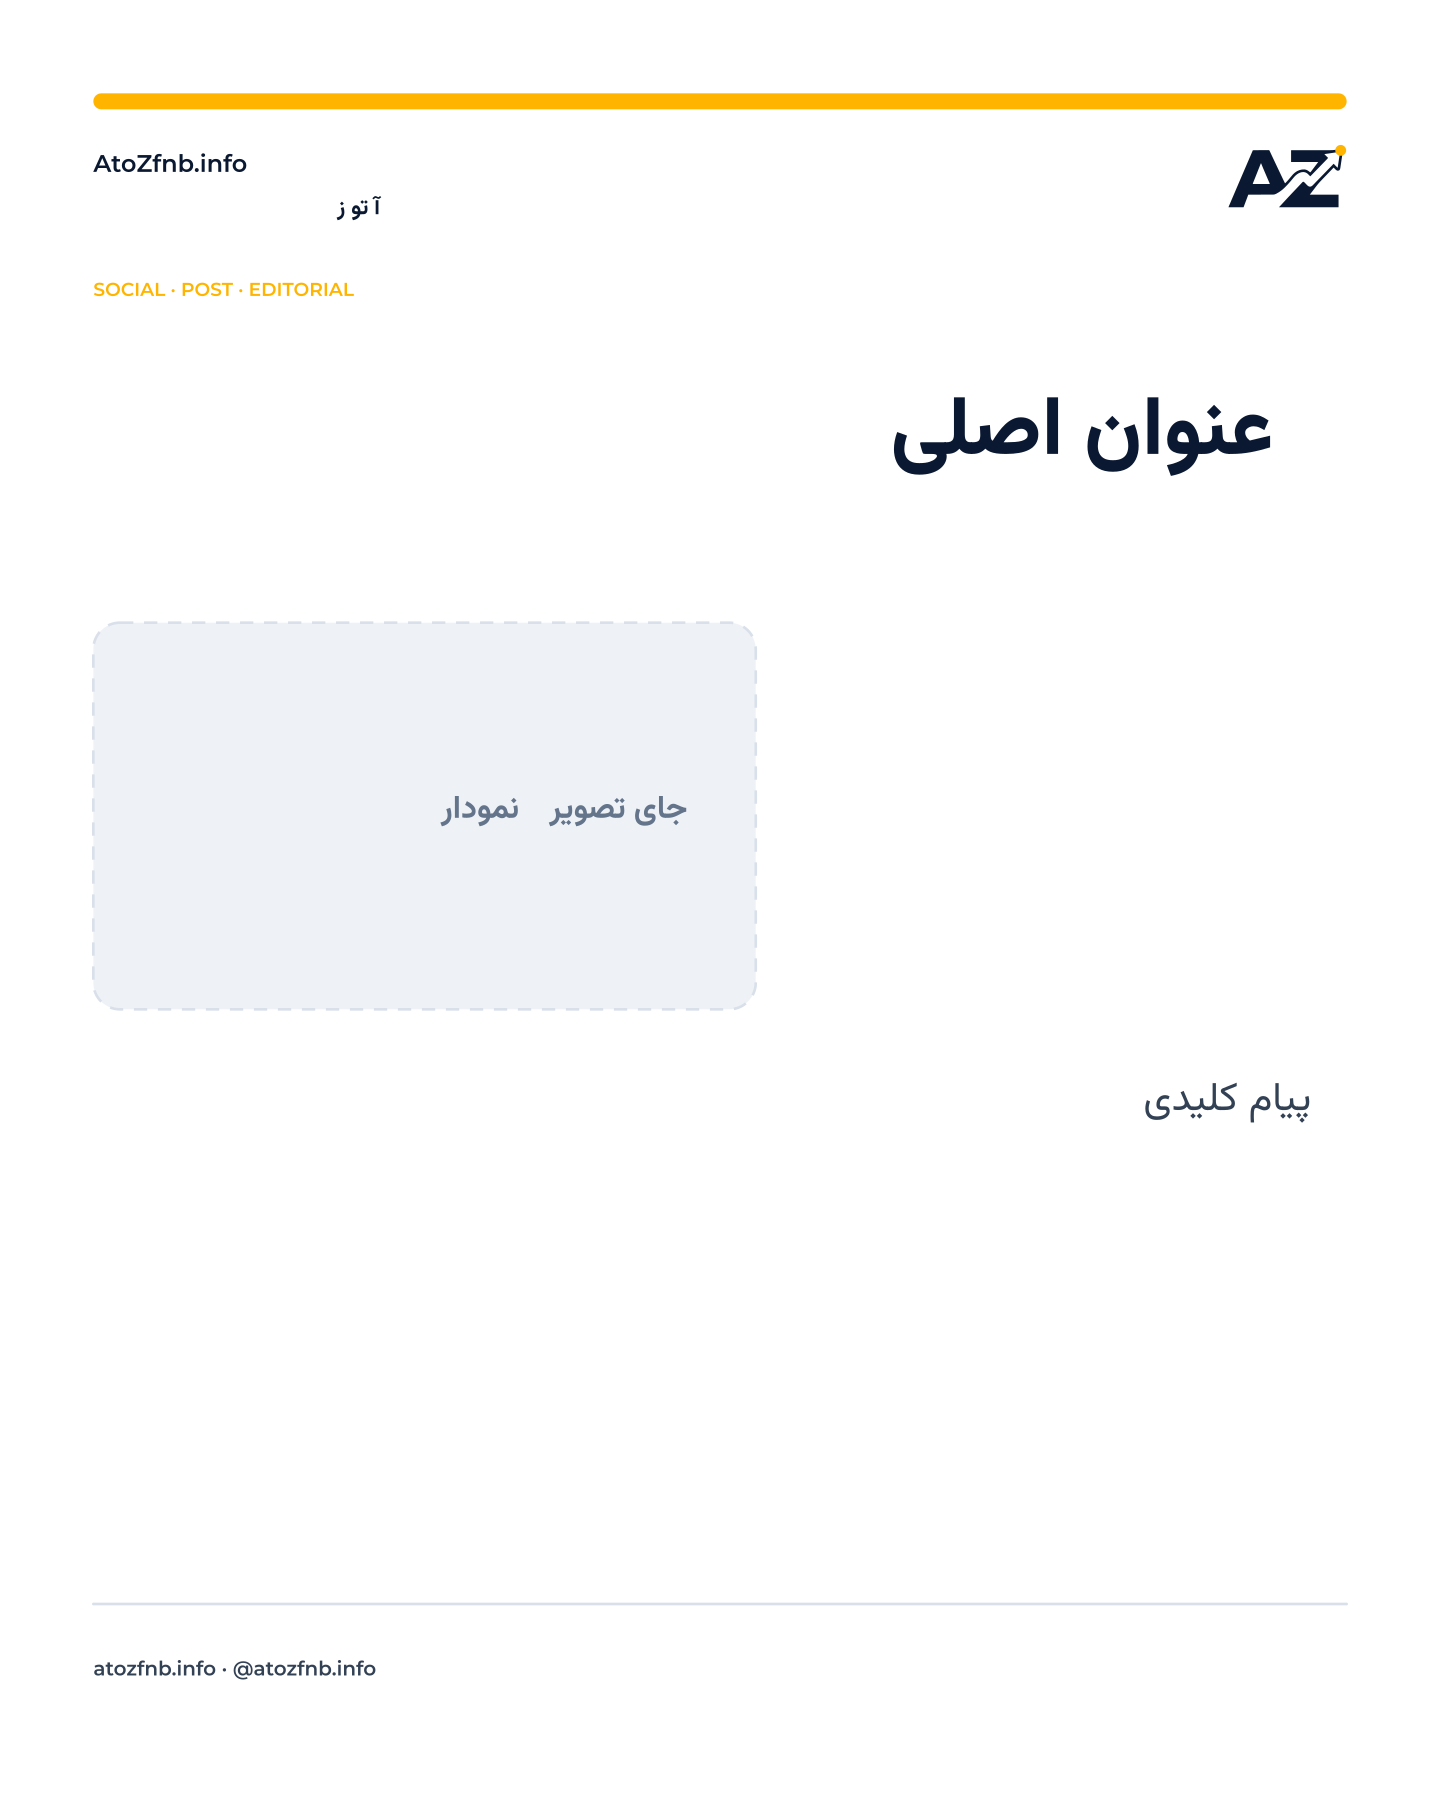 AtoZfnb.info
AZ
آ تو ز
SOCIAL · POST · EDITORIAL
عنوان اصلی
جای تصویر نمودار
پیام کلیدی
atozfnb.info · @atozfnb.info